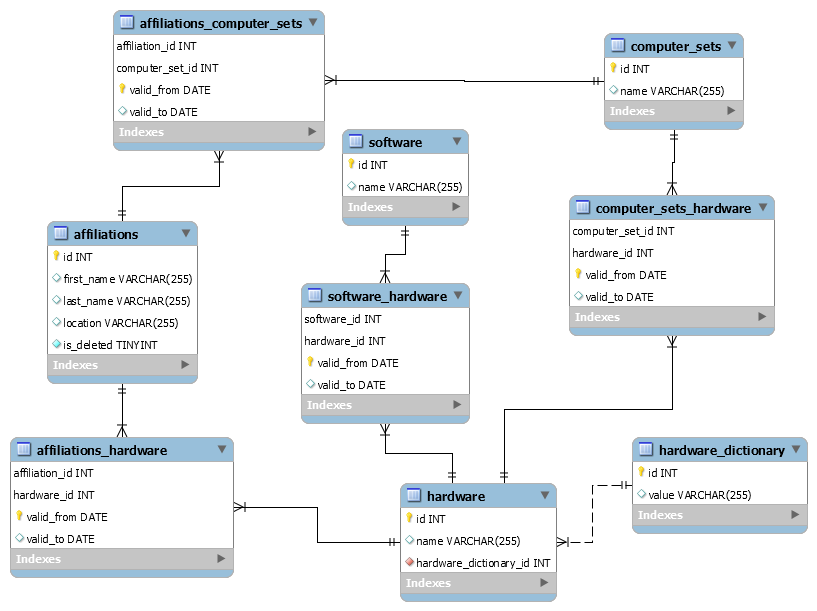 affiliations_computer_sets
affiliation_id INT
computer_set_id INT
valid_from DATE
valid_to DATE
Indexes
computer_sets
id INT
name VARCHAR(255)
Indexes
software
id INT
name VARCHAR(255)
Indexes
computer_sets_hardware
computer_set_id INT
hardware_id INT
valid_from DATE
valid_to DATE
Indexes
affiliations
id INT
first_name VARCHAR(255)
last_name VARCHAR(255)
location VARCHAR(255)
is_deleted TINYINT
Indexes
software_hardware
software_id INT
hardware_id INT
valid_from DATE
valid_to DATE
Indexes
affiliations_hardware
affiliation_id INT
hardware_id INT
valid_from DATE
valid_to DATE
Indexes
hardware
id INT
name VARCHAR(255)
hardware_dictionary_id INT
Indexes
hardware_dictionary
id INT
value VARCHAR(255)
Indexes